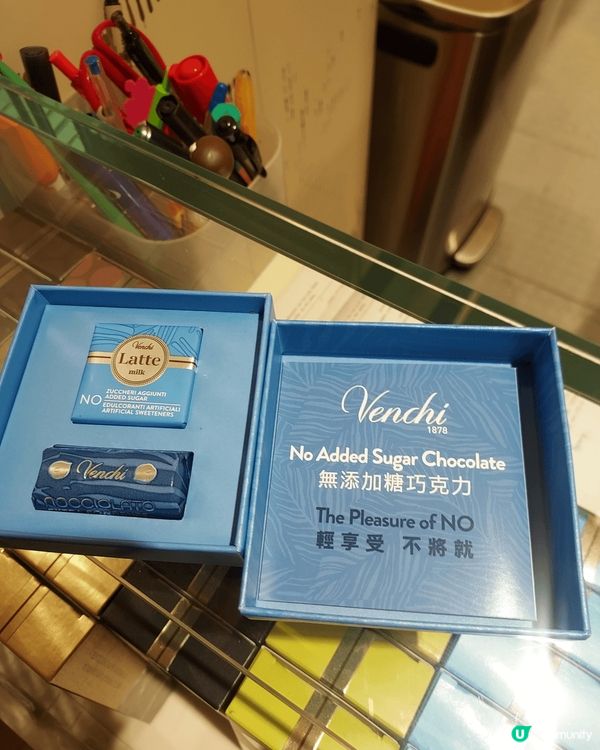 Venchi
Latte
milk
NO
ZUCCHERI AGGIUNTI
ADDED SUGAR
EDULCORANTI ARTIFICIALI
ARTIFICIAL SWEETENERS
Venchi
Venchi
1878
No Added Sugar Chocolate
無添加糖巧克力
The Pleasure of NO
輕享受 不將就
U